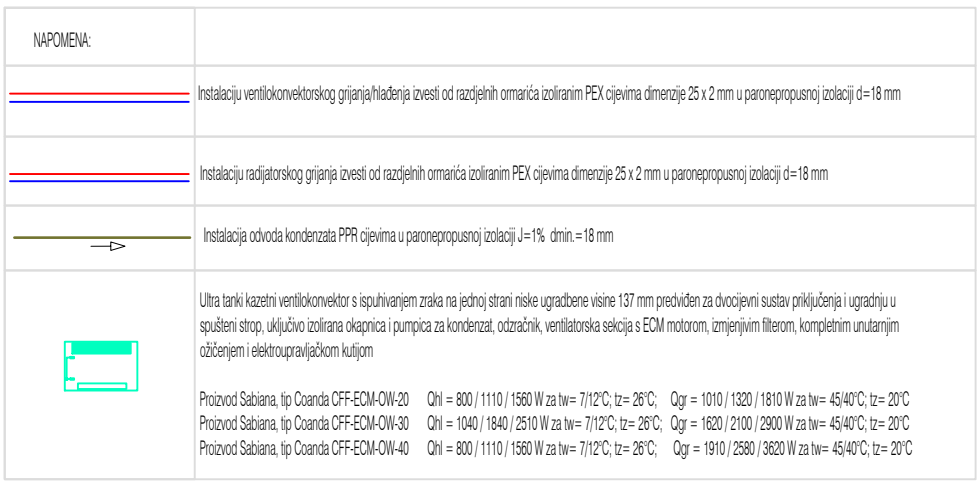 NAPOMENA:
Instalaciju ventilokonvektorskog grijanja/hlađenja izvesti od razdjelnih ormarića izoliranim PEX cijevima dimenzije 25 x 2 mm u paronepropusnoj izolaciji d=18 mm
Instalaciju radijatorskog grijanja izvesti od razdjelnih ormarića izoliranim PEX cijevima dimenzije 25 x 2 mm u paronepropusnoj izolaciji d=18 mm
Instalacija odvoda kondenzata PPR cijevima u paronepropusnoj izolaciji J=1% dmin.=18 mm
Ultra tanki kazetni ventilokonvektor s ispuhivanjem zraka na jednoj strani niske ugradbene visine 137 mm predviđen za dvocijevni sustav priključenja i ugradnju u
spušteni strop, uključivo izolirana okapnica i pumpica za kondenzat, odzračnik, ventilatorska sekcija s ECM motorom, izmjenjivim filterom, kompletnim unutarnjim
ožičenjem i elektroupravljačkom kutijom
Proizvod Sabiana, tip Coanda CFF-ECM-OW-20 Qhl = 800 / 1110 / 1560 W za tw= 7/12°C; tz= 26°C; Qgr = 1010 / 1320 / 1810 W za tw= 45/40°C; tz= 20°C
Proizvod Sabiana, tip Coanda CFF-ECM-OW-30 Qhl = 1040 / 1840 / 2510 W za tw= 7/12°C; tz= 26°C; Qgr = 1620 / 2100 / 2900 W za tw= 45/40°C; tz= 20°C
Proizvod Sabiana, tip Coanda CFF-ECM-OW-40 Qhl = 800 / 1110 / 1560 W za tw= 7/12°C; tz= 26°C; Qgr = 1910 / 2580 / 3620 W za tw= 45/40°C; tz= 20°C